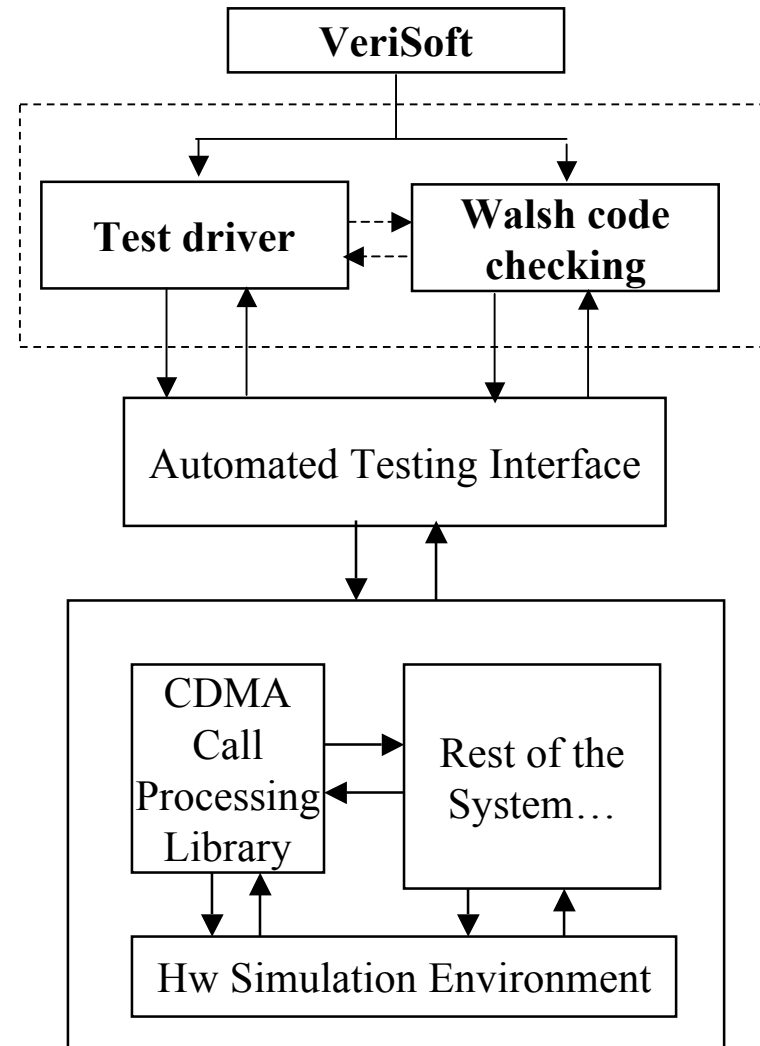 VeriSoft
Test driver
Walsh code
checking
Automated Testing Interface
CDMA
Call
Processing
Library
Rest of the
System…
Hw Simulation Environment